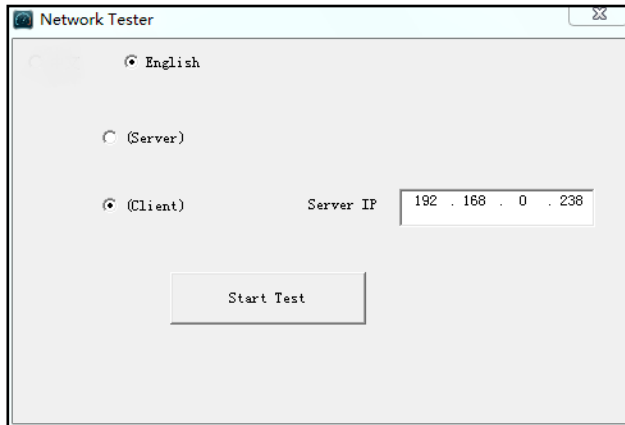 Network Tester
English
(Server)
(Client) Server IP 192 . 168 . 0 . 238
Start Test